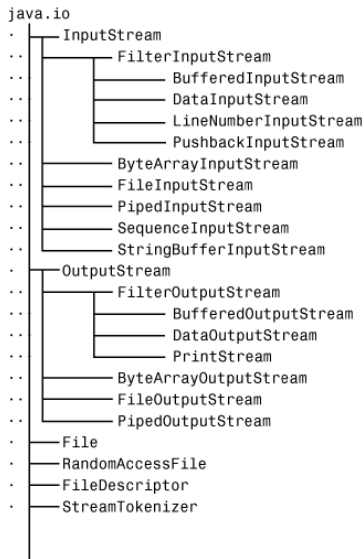 java.io
InputStream
FilterInputStream
BufferedInputStream
DataInputStream
LineNumberInputStream
PushbackInputStream
ByteArrayInputStream
FileInputStream
PipedInputStream
SequenceInputStream
StringBufferInputStream
OutputStream
FilterOutputStream
BufferedOutputStream
DataOutputStream
PrintStream
ByteArrayOutputStream
FileOutputStream
PipedOutputStream
File
RandomAccessFile
FileDescriptor
StreamTokenizer